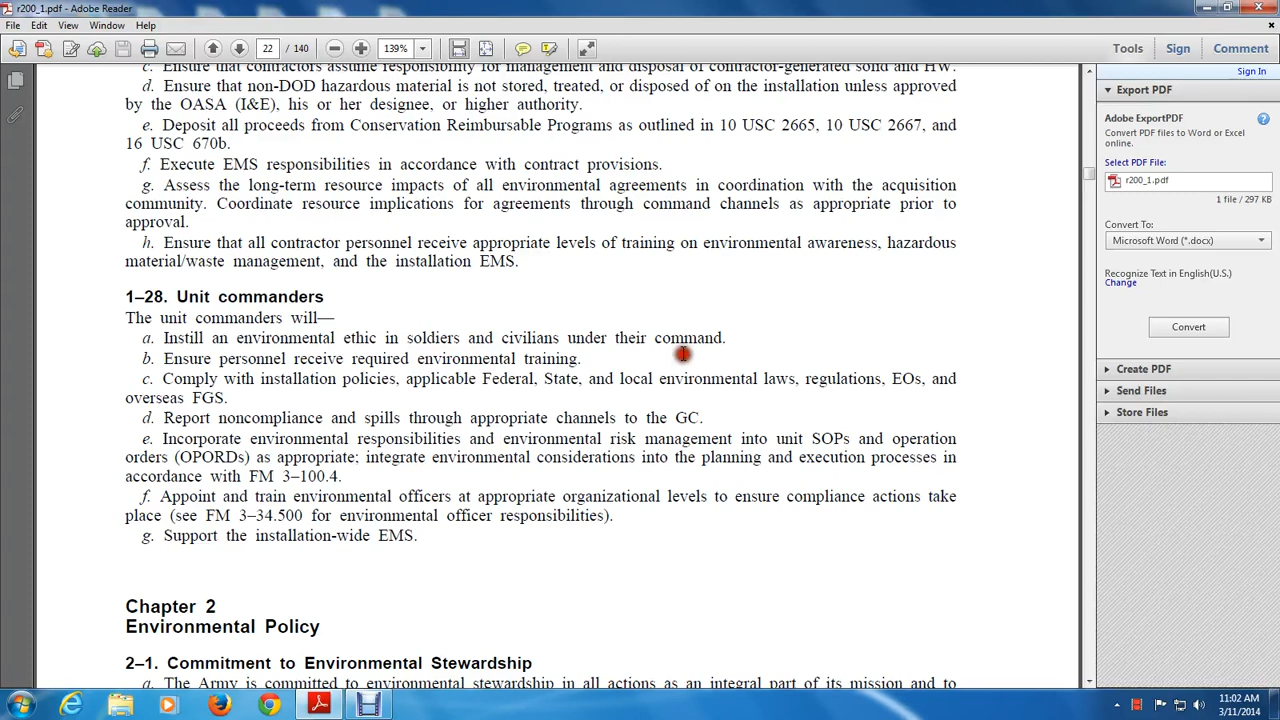 r200_1.pdf - Adobe Reader
File Edit View Window Help
22 / 140 139% Tools Sign Comment
Sign In
c. Ensure that contractors assume responsibility for management and disposal of contractor-generated solid and HW.
d. Ensure that non-DOD hazardous material is not stored, treated, or disposed of on the installation unless approved
by the OASA (I&E), his or her designee, or higher authority.
e. Deposit all proceeds from Conservation Reimbursable Programs as outlined in 10 USC 2665, 10 USC 2667, and
16 USC 670b.
f. Execute EMS responsibilities in accordance with contract provisions.
g. Assess the long-term resource impacts of all environmental agreements in coordination with the acquisition
community. Coordinate resource implications for agreements through command channels as appropriate prior to
approval.
h. Ensure that all contractor personnel receive appropriate levels of training on environmental awareness, hazardous
material/waste management, and the installation EMS.
1–28. Unit commanders
The unit commanders will—
a. Instill an environmental ethic in soldiers and civilians under their command.
b. Ensure personnel receive required environmental training.
c. Comply with installation policies, applicable Federal, State, and local environmental laws, regulations, EOs, and
overseas FGS.
d. Report noncompliance and spills through appropriate channels to the GC.
e. Incorporate environmental responsibilities and environmental risk management into unit SOPs and operation
orders (OPORDs) as appropriate; integrate environmental considerations into the planning and execution processes in
accordance with FM 3–100.4.
f. Appoint and train environmental officers at appropriate organizational levels to ensure compliance actions take
place (see FM 3–34.500 for environmental officer responsibilities).
g. Support the installation-wide EMS.
Chapter 2
Environmental Policy
2–1. Commitment to Environmental Stewardship
a. The Army is committed to environmental stewardship in all actions as an integral part of its mission and to
Export PDF
Adobe ExportPDF
Convert PDF files to Word or Excel
online.
Select PDF File:
r200_1.pdf
1 file / 297 KB
Convert To:
Microsoft Word (*.docx)
Recognize Text in English(U.S.)
Change
Convert
Create PDF
Send Files
Store Files
11:02 AM
3/11/2014